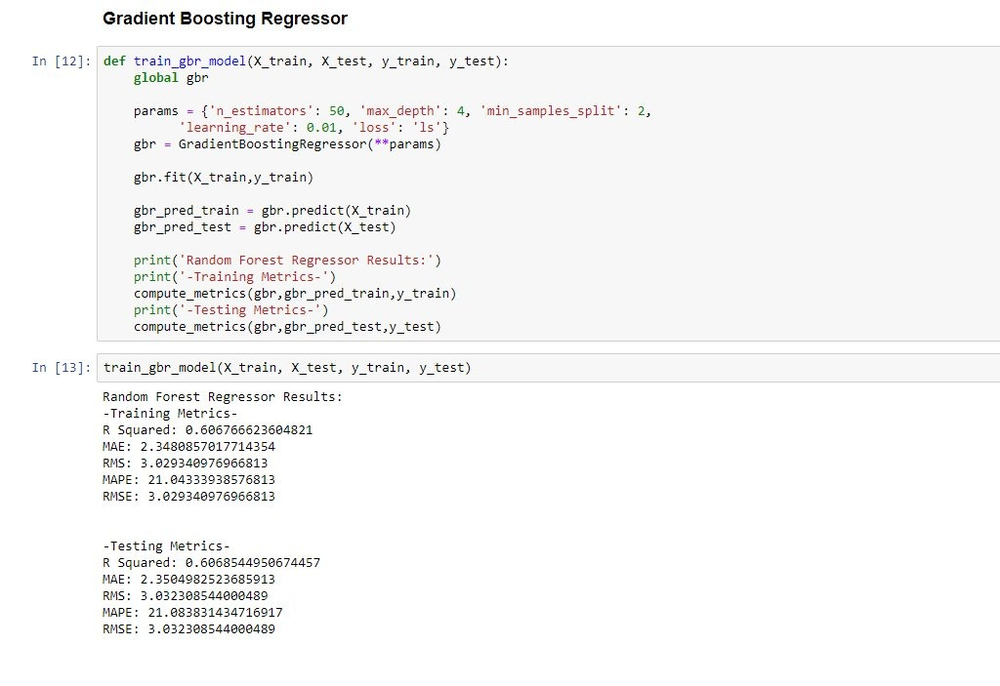 Gradient Boosting Regressor
In [12]: def train_gbr_model(X_train, X_test, y_train, y_test):
    global gbr
    params = {'n_estimators': 50, 'max_depth': 4, 'min_samples_split': 2,
          'learning_rate': 0.01, 'loss': 'ls'}
    gbr = GradientBoostingRegressor(**params)
    gbr.fit(X_train,y_train)
    gbr_pred_train = gbr.predict(X_train)
    gbr_pred_test = gbr.predict(X_test)
    print('Random Forest Regressor Results:')
    print('-Training Metrics-')
    compute_metrics(gbr,gbr_pred_train,y_train)
    print('-Testing Metrics-')
    compute_metrics(gbr,gbr_pred_test,y_test)
In [13]: train_gbr_model(X_train, X_test, y_train, y_test)
Random Forest Regressor Results:
-Training Metrics-
R Squared: 0.606766623604821
MAE: 2.3480857017714354
RMS: 3.029340976966813
MAPE: 21.04333938576813
RMSE: 3.029340976966813
-Testing Metrics-
R Squared: 0.6068544950674457
MAE: 2.3504982523685913
RMS: 3.032308544000489
MAPE: 21.083831434716917
RMSE: 3.032308544000489